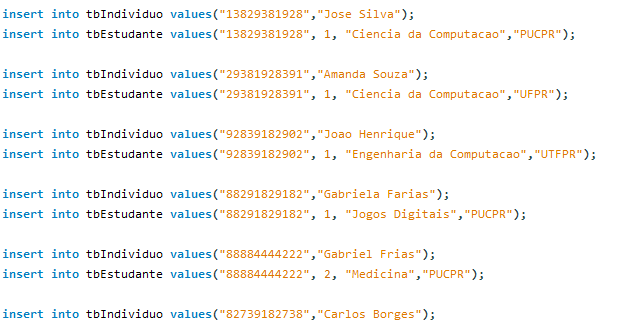 insert into tbIndividuo values("13829381928","Jose Silva");
insert into tbEstudante values("13829381928", 1, "Ciencia da Computacao","PUCPR");
insert into tbIndividuo values("29381928391","Amanda Souza");
insert into tbEstudante values("29381928391", 1, "Ciencia da Computacao","UFPR");
insert into tbIndividuo values("92839182902","Joao Henrique");
insert into tbEstudante values("92839182902", 1, "Engenharia da Computacao","UTFPR");
insert into tbIndividuo values("88291829182","Gabriela Farias");
insert into tbEstudante values("88291829182", 1, "Jogos Digitais","PUCPR");
insert into tbIndividuo values("88884444222","Gabriel Frias");
insert into tbEstudante values("88884444222", 2, "Medicina","PUCPR");
insert into tbIndividuo values("82739182738","Carlos Borges");